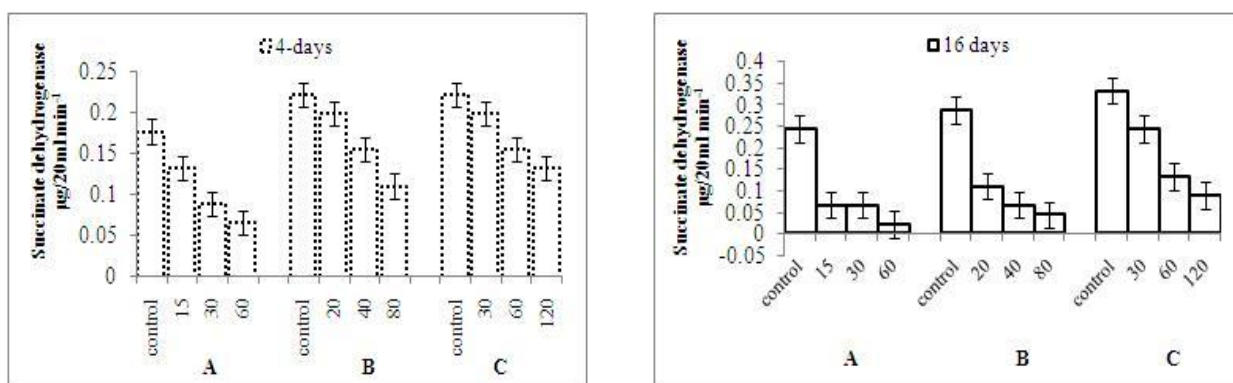 4-days
Succinate dehydrogenase
µg/20ml min⁻¹
0.25
0.2
0.15
0.1
0.05
0
control
15
30
60
control
20
40
80
control
30
60
120
A
B
C
16 days
Succinate dehydrogenase
µg/20ml min⁻¹
0.4
0.35
0.3
0.25
0.2
0.15
0.1
0.05
0
-0.05
control
15
30
60
control
20
40
80
control
30
60
120
A
B
C